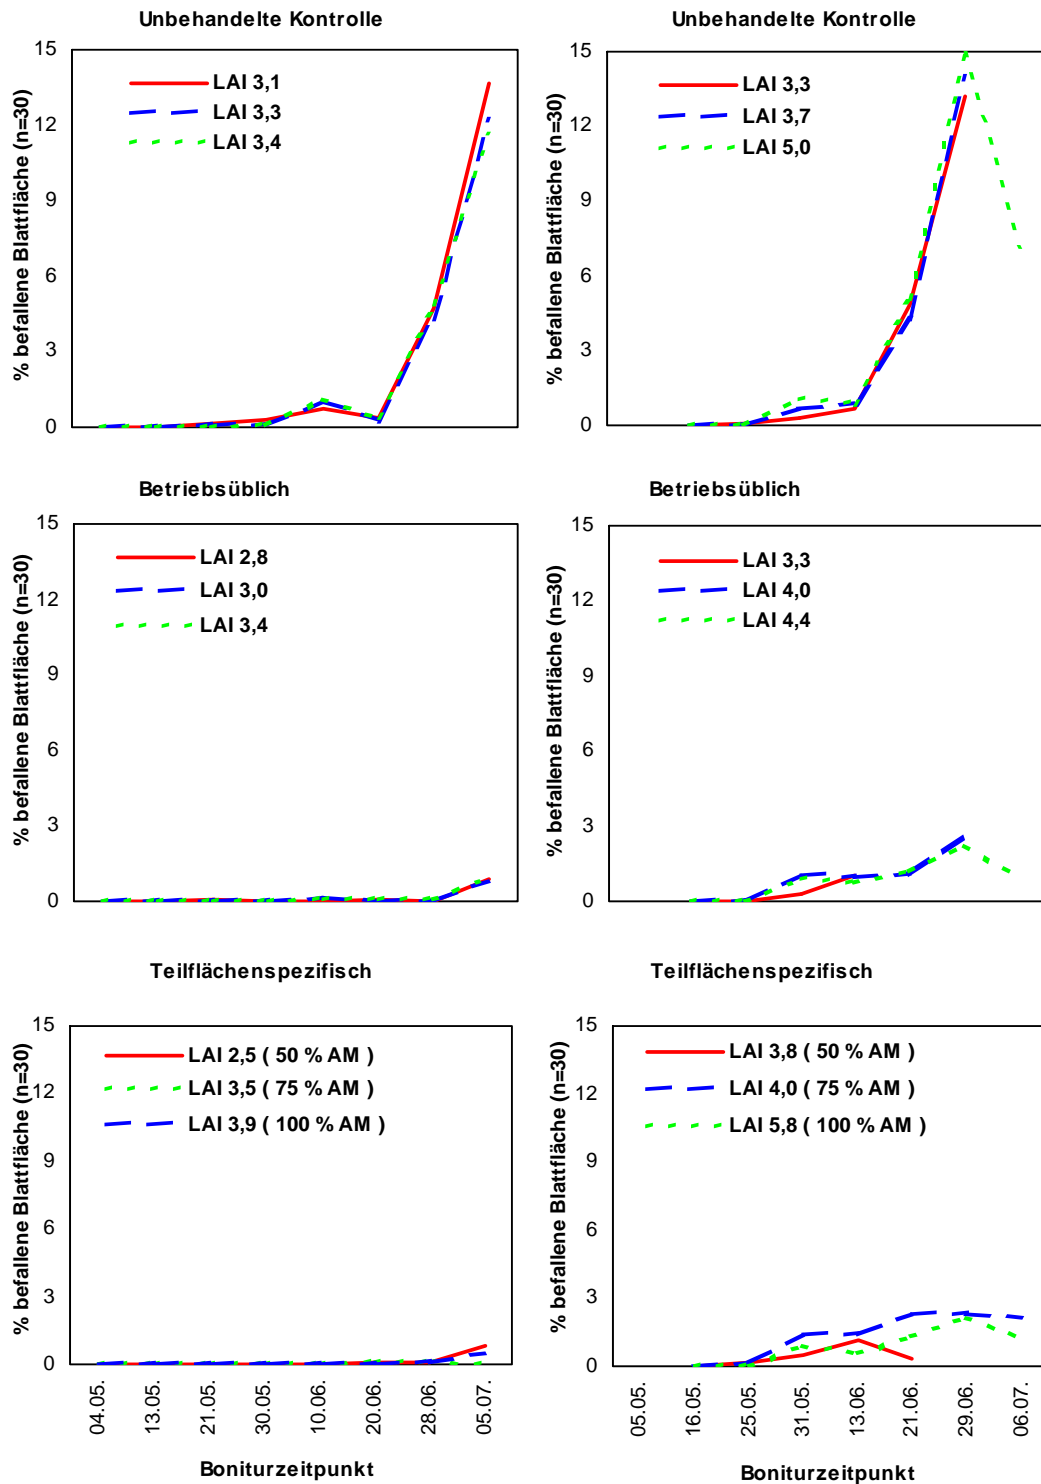 Unbehandelte Kontrolle
% befallene Blattfläche (n=30)
15
12
9
6
3
0
LAI 3,1
LAI 3,3
LAI 3,4
Unbehandelte Kontrolle
% befallene Blattfläche (n=30)
15
12
9
6
3
0
LAI 3,3
LAI 3,7
LAI 5,0
Betriebsüblich
% befallene Blattfläche (n=30)
15
12
9
6
3
0
LAI 2,8
LAI 3,0
LAI 3,4
Betriebsüblich
% befallene Blattfläche (n=30)
15
12
9
6
3
0
LAI 3,3
LAI 4,0
LAI 4,4
Teilflächenspezifisch
% befallene Blattfläche (n=30)
15
12
9
6
3
0
LAI 2,5 ( 50 % AM )
LAI 3,5 ( 75 % AM )
LAI 3,9 ( 100 % AM )
04.05.
13.05.
21.05.
30.05.
10.06.
20.06.
28.06.
05.07.
Boniturzeitpunkt
Teilflächenspezifisch
% befallene Blattfläche (n=30)
15
12
9
6
3
0
LAI 3,8 ( 50 % AM )
LAI 4,0 ( 75 % AM )
LAI 5,8 ( 100 % AM )
05.05.
16.05.
25.05.
31.05.
13.06.
21.06.
29.06.
06.07.
Boniturzeitpunkt